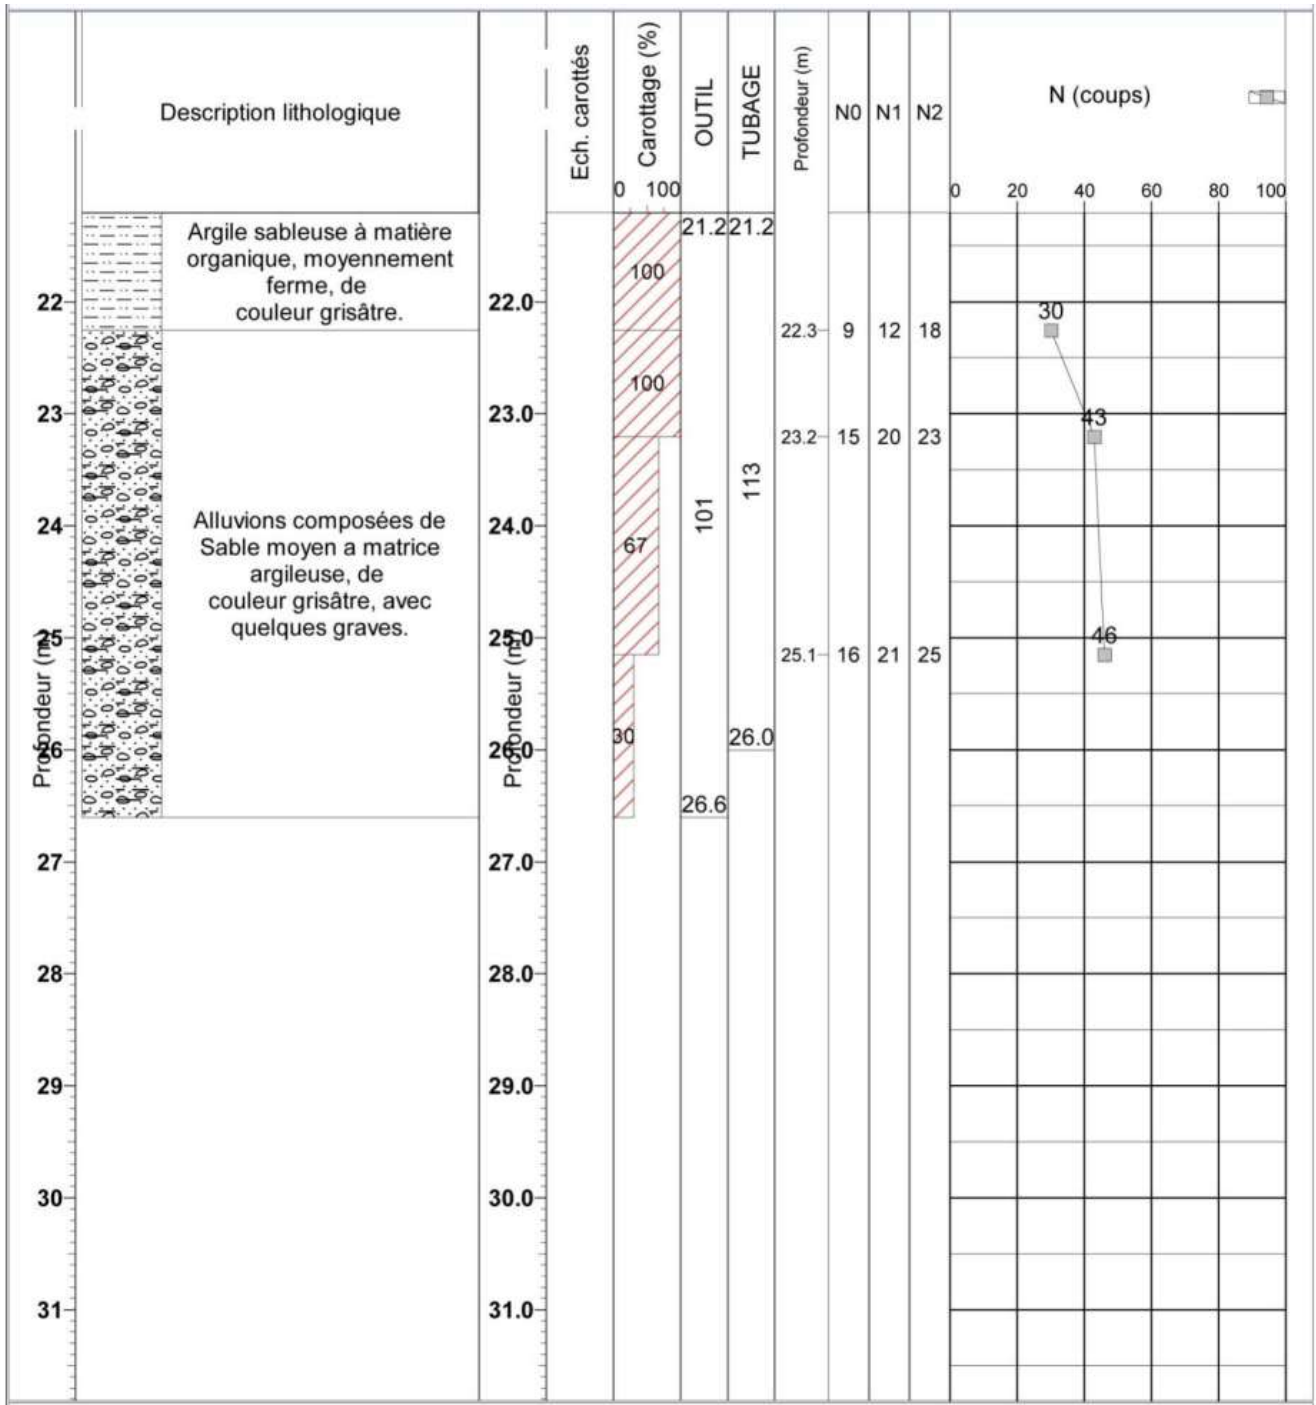 Description lithologique
Ech. carottés
Carottage (%)
0 100
OUTIL
TUBAGE
Profondeur (m)
N0 N1 N2
N (coups)
0 20 40 60 80 100
Argile sableuse à matière
organique, moyennement
ferme, de
couleur grisâtre.
Alluvions composées de
Sable moyen a matrice
argileuse, de
couleur grisâtre, avec
quelques graves.
Profondeur (m)
22
23
24
25
26
27
28
29
30
31
Profondeur (m)
22.0
23.0
24.0
25.0
26.0
27.0
28.0
29.0
30.0
31.0
100
100
67
30
21.2
101
26.6
21.2
113
26.0
22.3 9 12 18
23.2 15 20 23
25.1 16 21 25
30
43
46